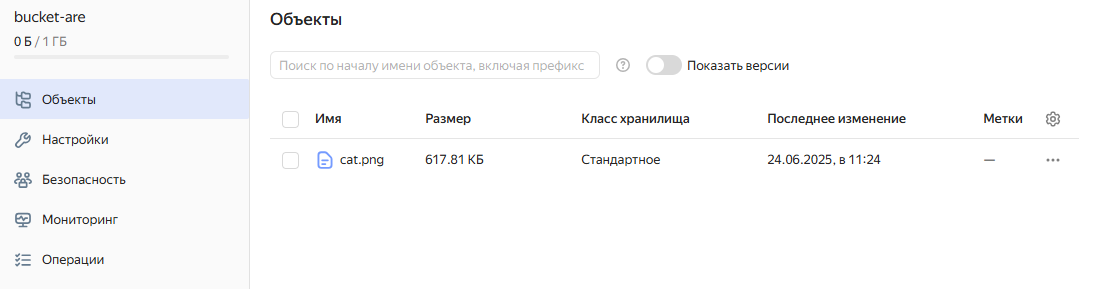 bucket-are
0 Б / 1 ГБ
Объекты
Настройки
Безопасность
Мониторинг
Операции
Объекты
Поиск по началу имени объекта, включая префикс
Показать версии
Имя Размер Класс хранилища Последнее изменение Метки
cat.png 617.81 КБ Стандартное 24.06.2025, в 11:24 —